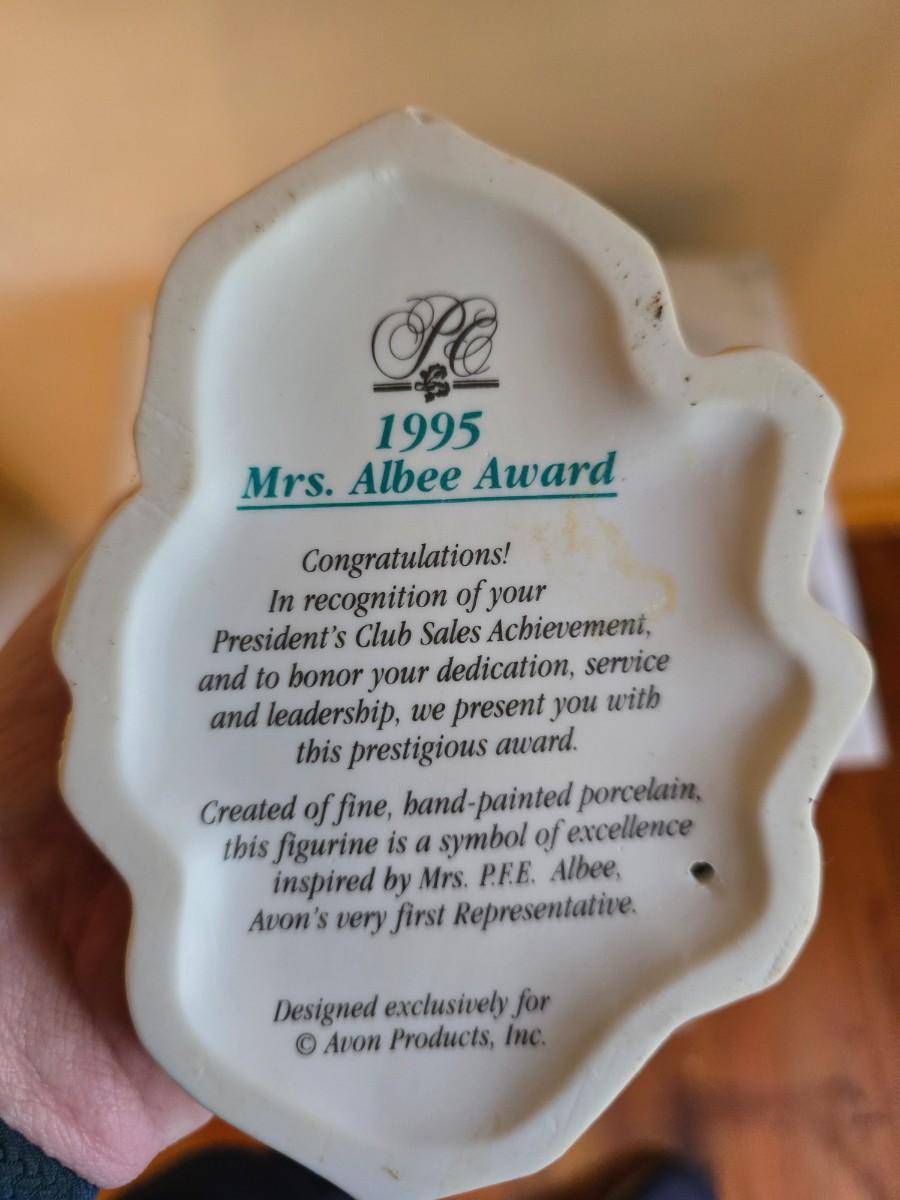 PE
1995
Mrs. Albee Award
Congratulations!
In recognition of your
President's Club Sales Achievement,
and to honor your dedication, service
and leadership, we present you with
this prestigious award.
Created of fine, hand-painted porcelain,
this figurine is a symbol of excellence
inspired by Mrs. P.F.E. Albee,
Avon's very first Representative.
Designed exclusively for
© Avon Products, Inc.